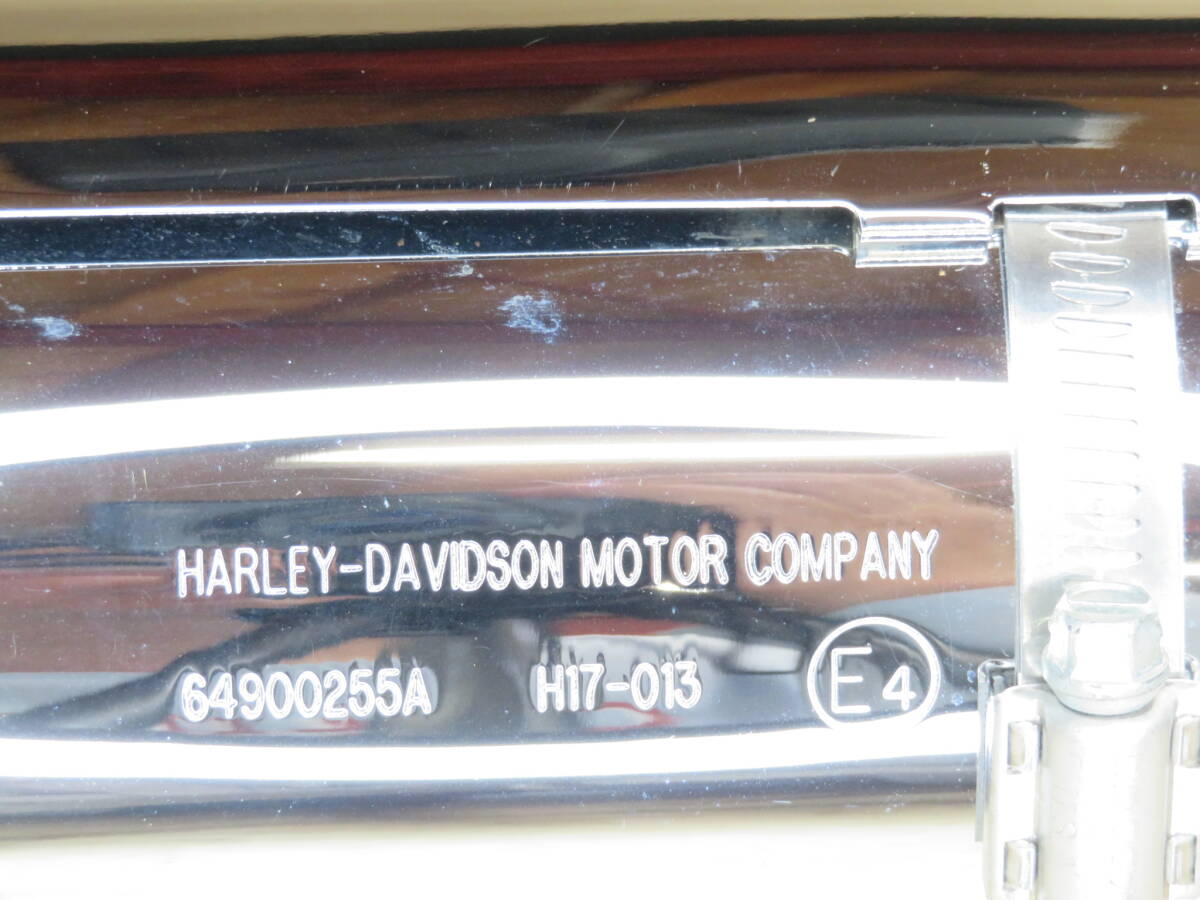 HARLEY-DAVIDSON MOTOR COMPANY
64900255A H17-013 E4